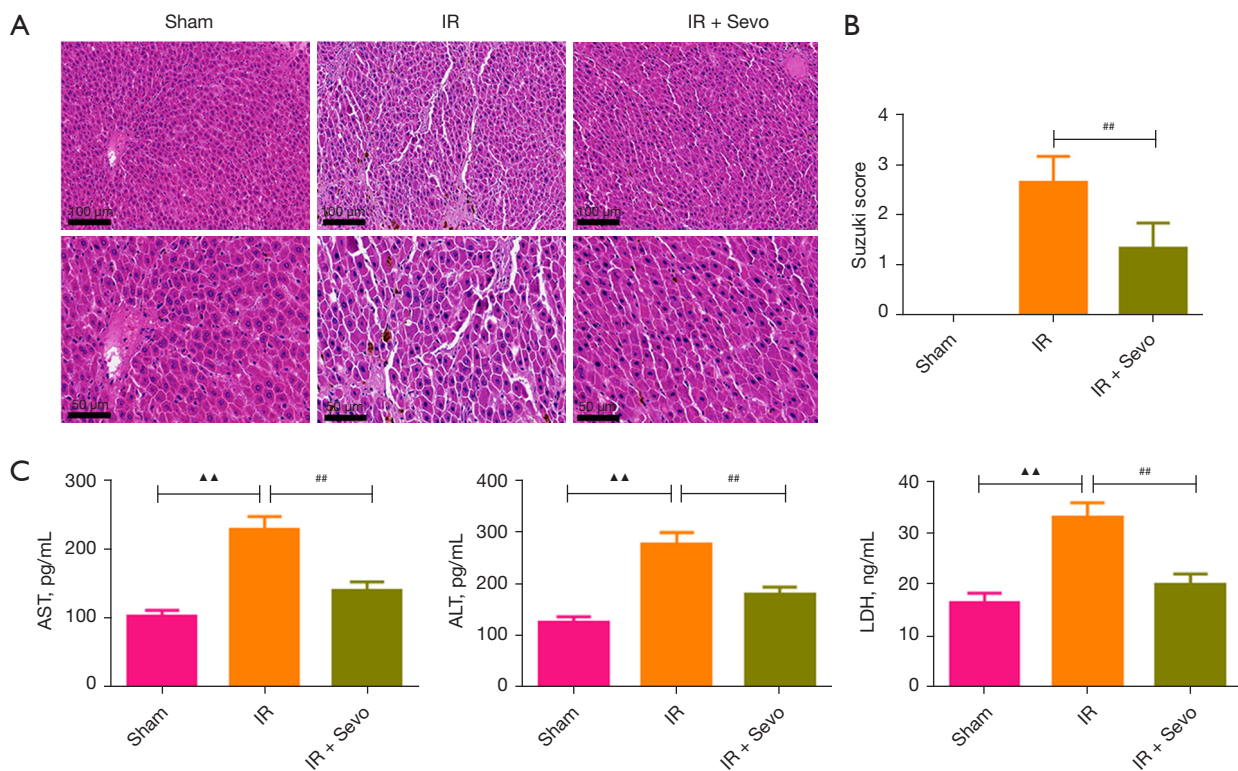 A
Sham
IR
IR + Sevo
100 μm
100 μm
100 μm
50 μm
50 μm
50 μm
B
Suzuki score
4
3
2
1
0
##
Sham
IR
IR + Sevo
C
AST, pg/mL
300
200
100
0
▲▲
##
Sham
IR
IR + Sevo
ALT, pg/mL
400
300
200
100
0
▲▲
##
Sham
IR
IR + Sevo
LDH, ng/mL
40
30
20
10
0
▲▲
##
Sham
IR
IR + Sevo